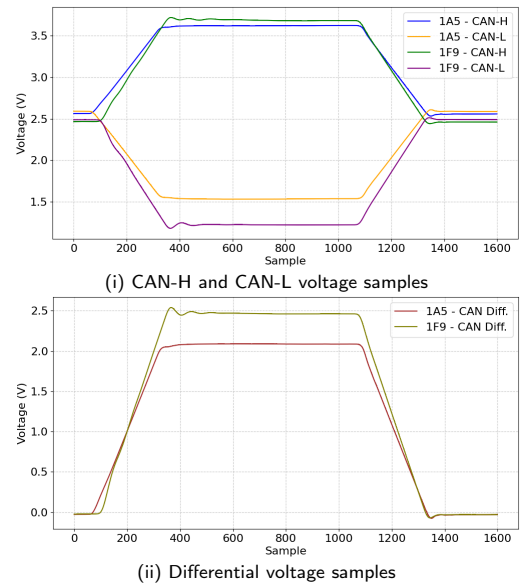 1A5 - CAN-H
1A5 - CAN-L
1F9 - CAN-H
1F9 - CAN-L
3.5
3.0
2.5
2.0
1.5
Voltage (V)
0 200 400 600 800 1000 1200 1400 1600
Sample
(i) CAN-H and CAN-L voltage samples
1A5 - CAN Diff.
1F9 - CAN Diff.
2.5
2.0
1.5
1.0
0.5
0.0
Voltage (V)
0 200 400 600 800 1000 1200 1400 1600
Sample
(ii) Differential voltage samples